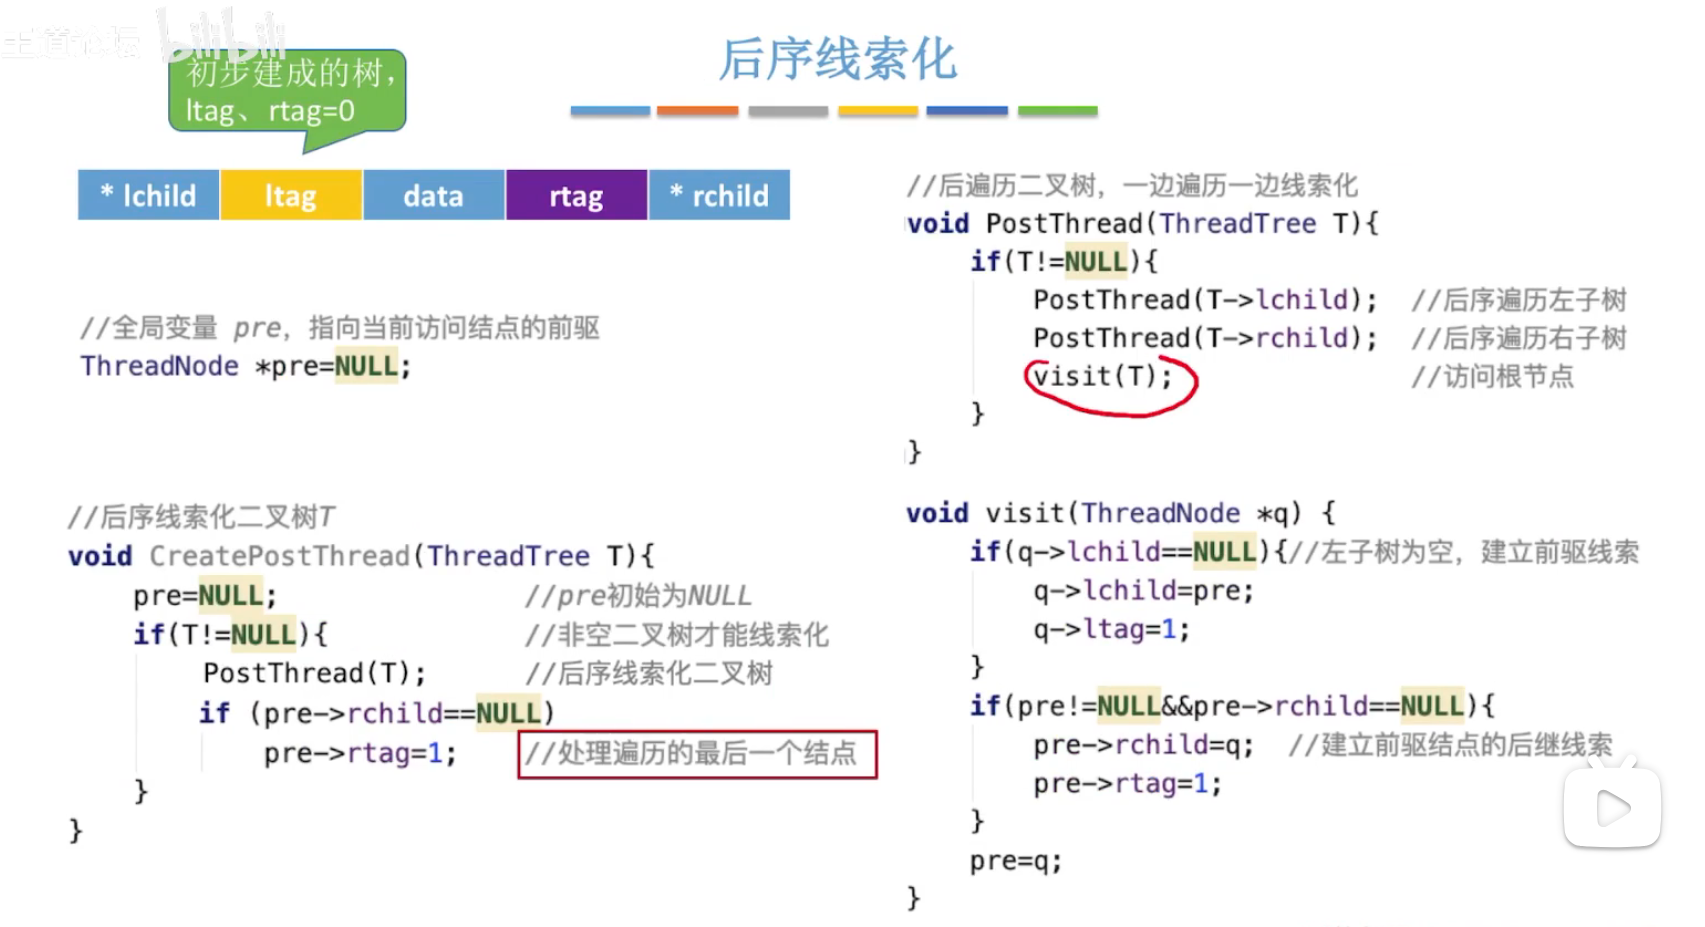 王道论坛 bilibili
后序线索化
初步建成的树，
ltag、rtag=0
* lchild ltag data rtag * rchild
//全局变量 pre，指向当前访问结点的前驱
ThreadNode *pre=NULL;
//后序线索化二叉树T
void CreatePostThread(ThreadTree T){
pre=NULL; //pre初始为NULL
if(T!=NULL){ //非空二叉树才能线索化
PostThread(T); //后序线索化二叉树
if (pre->rchild==NULL)
pre->rtag=1; //处理遍历的最后一个结点
}
}
//后遍历二叉树，一边遍历一边线索化
void PostThread(ThreadTree T){
if(T!=NULL){
PostThread(T->lchild); //后序遍历左子树
PostThread(T->rchild); //后序遍历右子树
visit(T); //访问根节点
}
}
void visit(ThreadNode *q) {
if(q->lchild==NULL){//左子树为空，建立前驱线索
q->lchild=pre;
q->ltag=1;
}
if(pre!=NULL&&pre->rchild==NULL){
pre->rchild=q; //建立前驱结点的后继线索
pre->rtag=1;
}
pre=q;
}